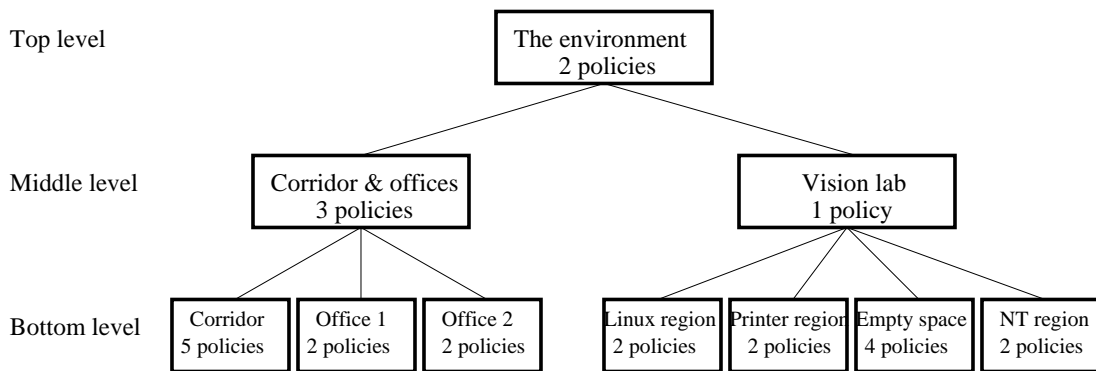 Top level
The environment
2 policies
Middle level
Corridor & offices
3 policies
Vision lab
1 policy
Bottom level
Corridor
5 policies
Office 1
2 policies
Office 2
2 policies
Linux region
2 policies
Printer region
2 policies
Empty space
4 policies
NT region
2 policies